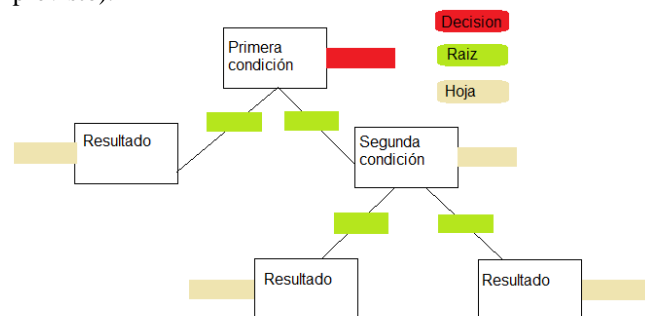 Decision
Primera
condición
Raiz
Hoja
Resultado
Segunda
condición
Resultado
Resultado